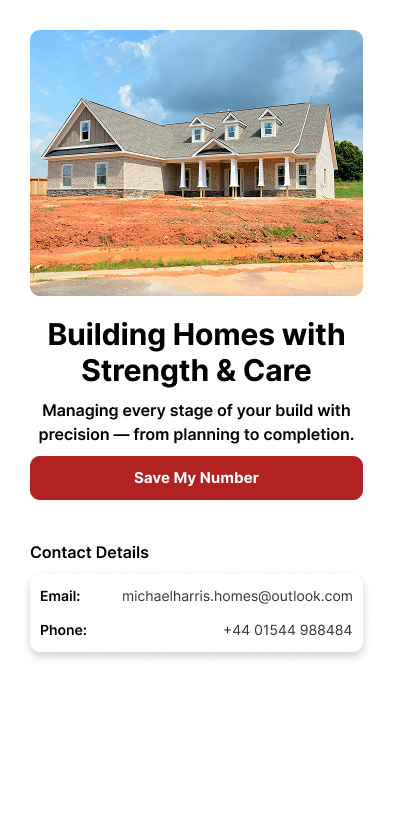 Building Homes with
Strength & Care
Managing every stage of your build with
precision — from planning to completion.
Save My Number
Contact Details
Email: michaelharris.homes@outlook.com
Phone: +44 01544 988484